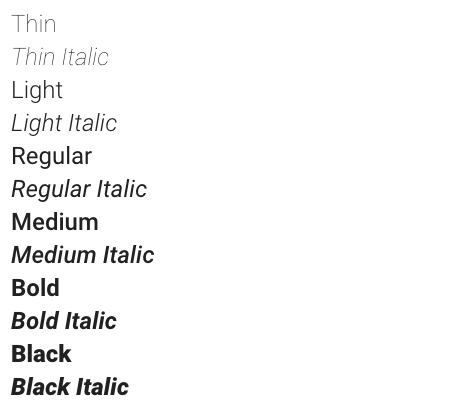 Thin
Thin Italic
Light
Light Italic
Regular
Regular Italic
Medium
Medium Italic
Bold
Bold Italic
Black
Black Italic